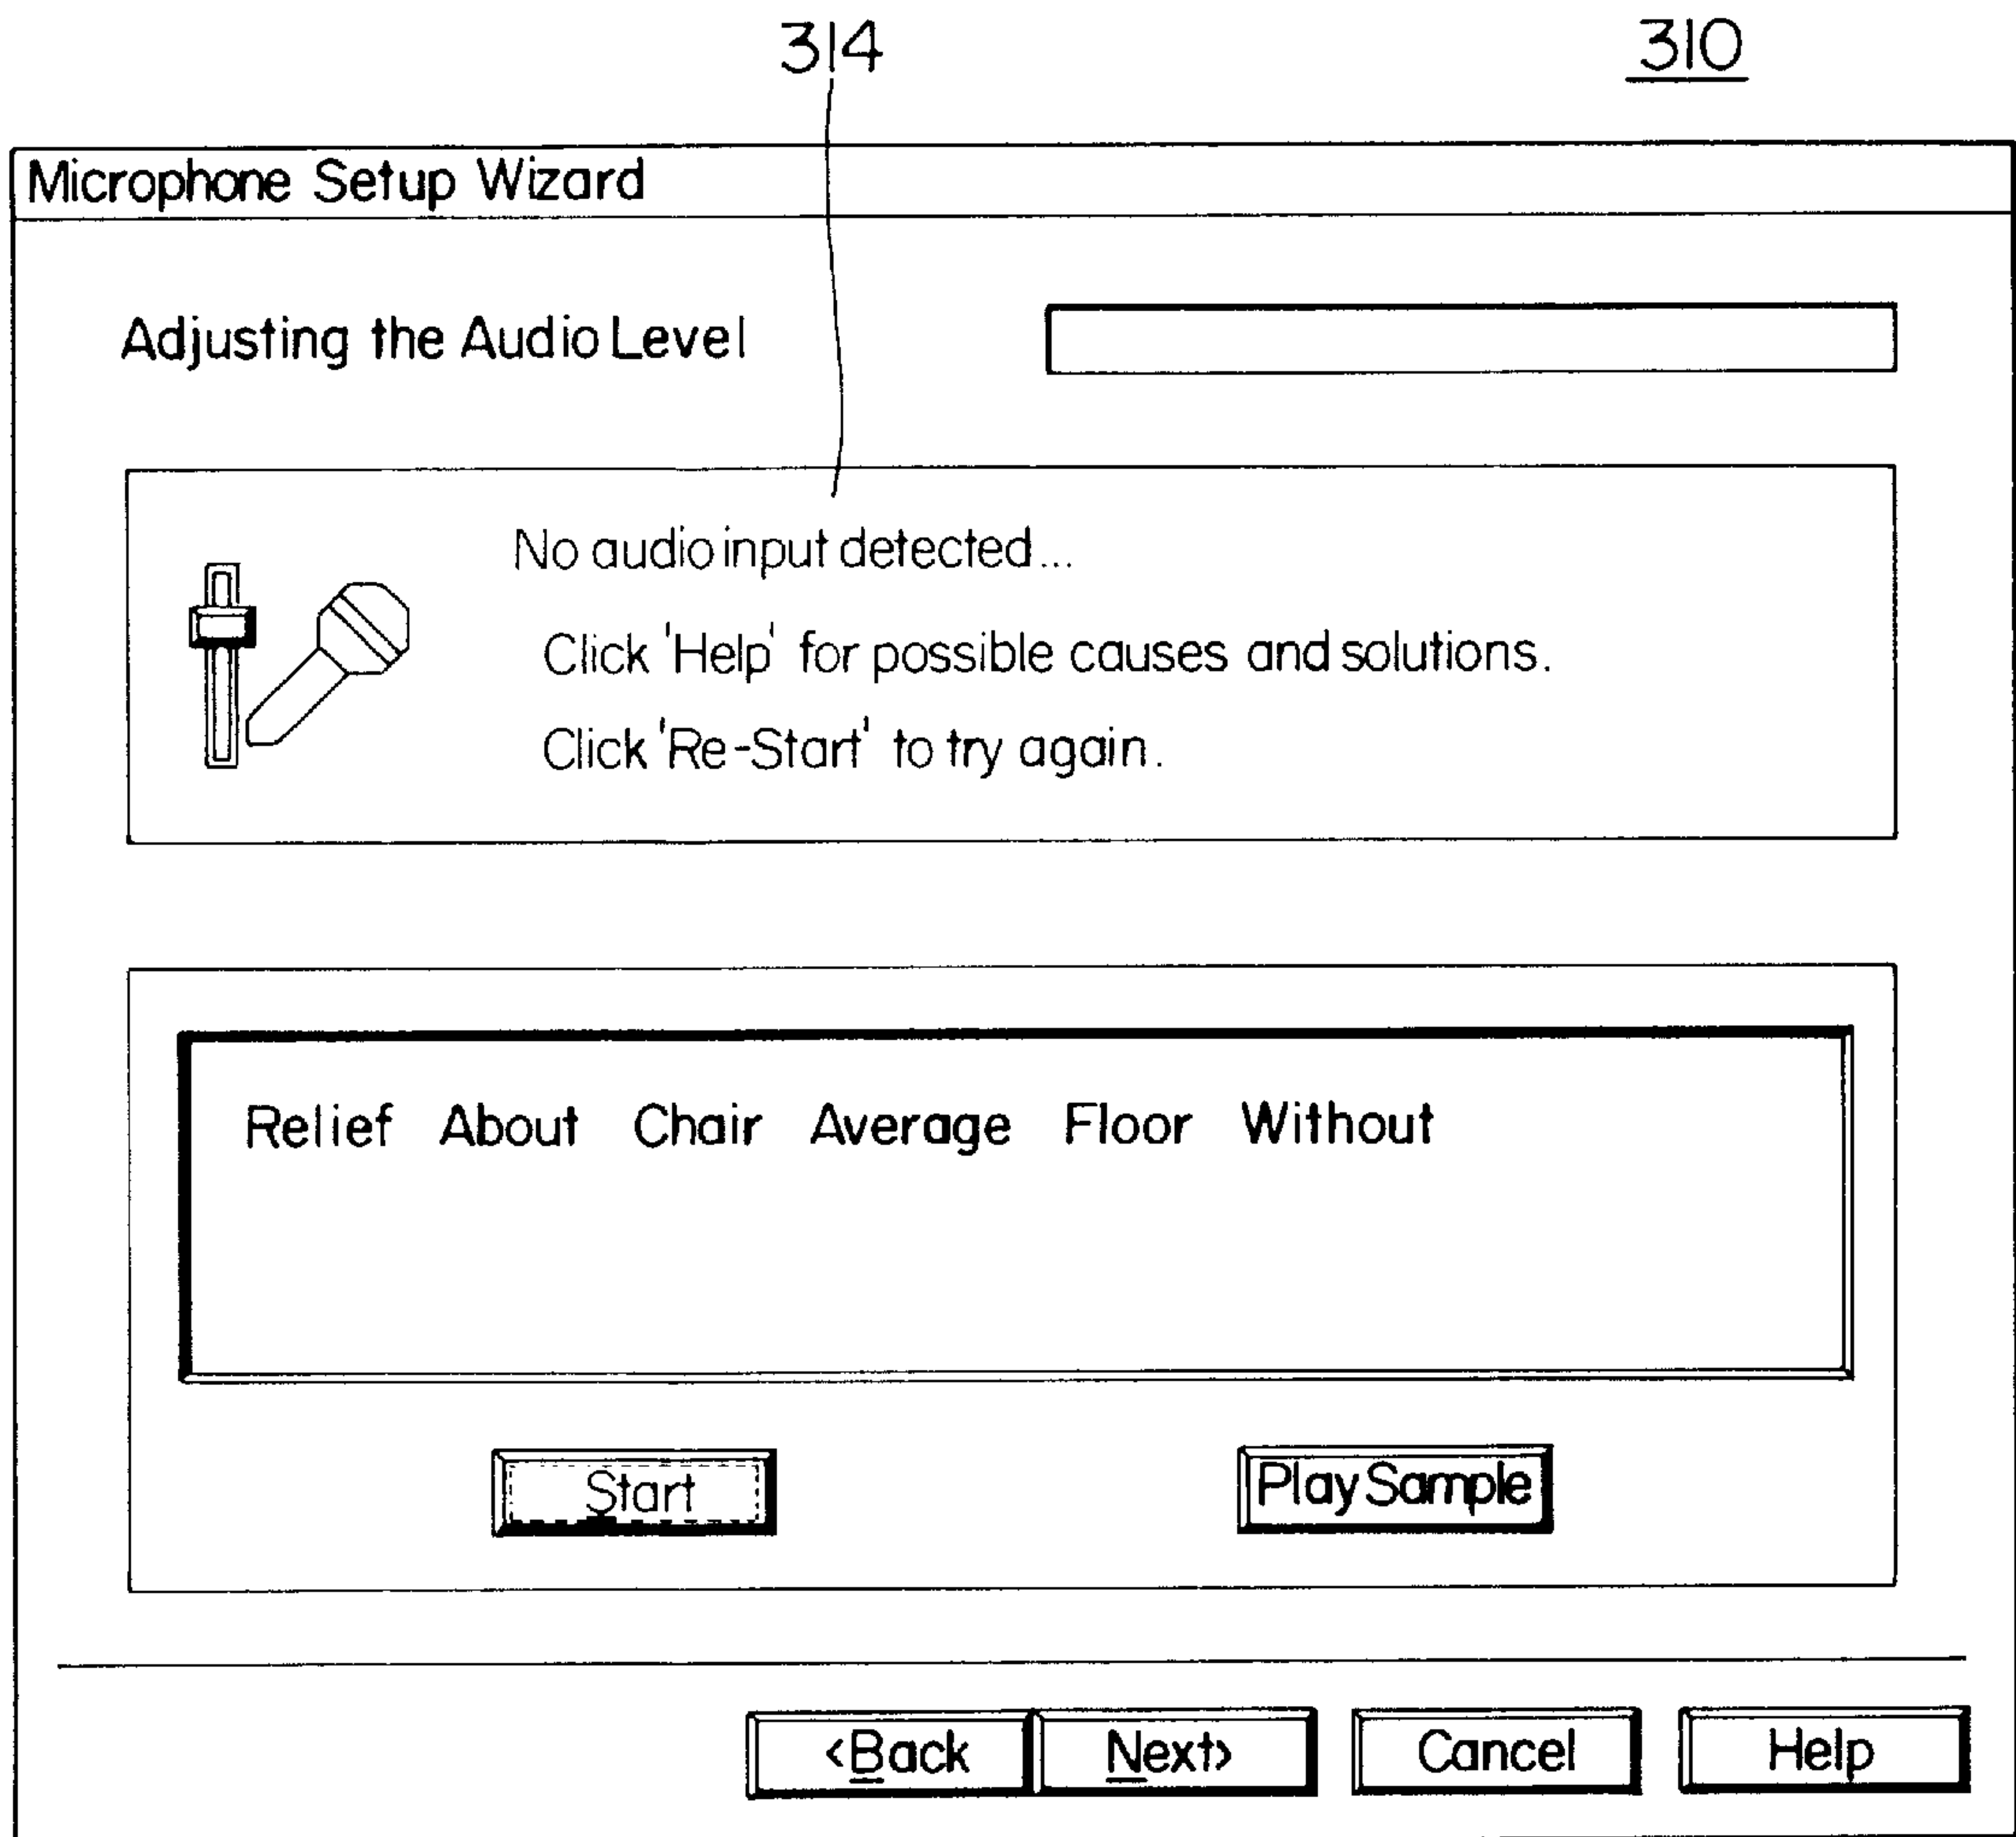 314 310
Microphone Setup Wizard
Adjusting the Audio Level
No audio input detected...
Click 'Help' for possible causes and solutions.
Click 'Re-Start' to try again.
Relief About Chair Average Floor Without
Start Play Sample
<Back Next> Cancel Help